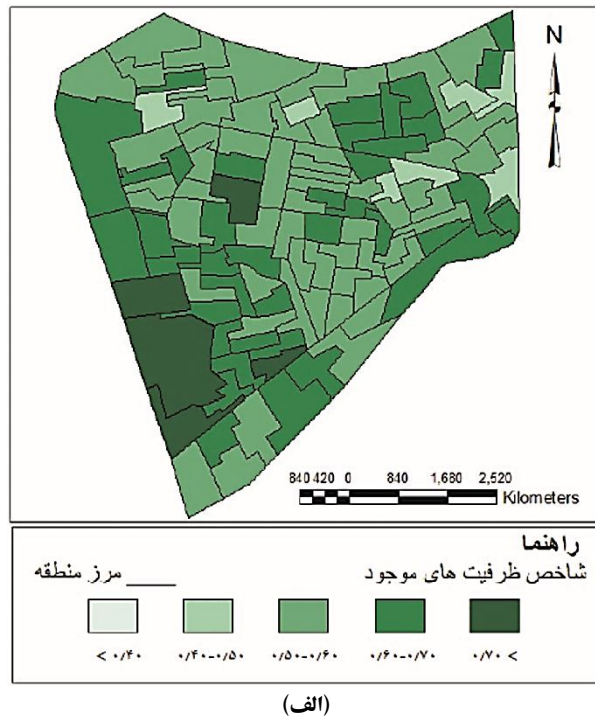 N
840 420 0 840 1,680 2,520
Kilometers
راهنما
شاخص ظرفیت های موجود
مرز منطقه
< ۰/۴۰ ۰/۴۰-۰/۵۰ ۰/۵۰-۰/۶۰ ۰/۶۰-۰/۷۰ ۰/۷۰ <
(الف)